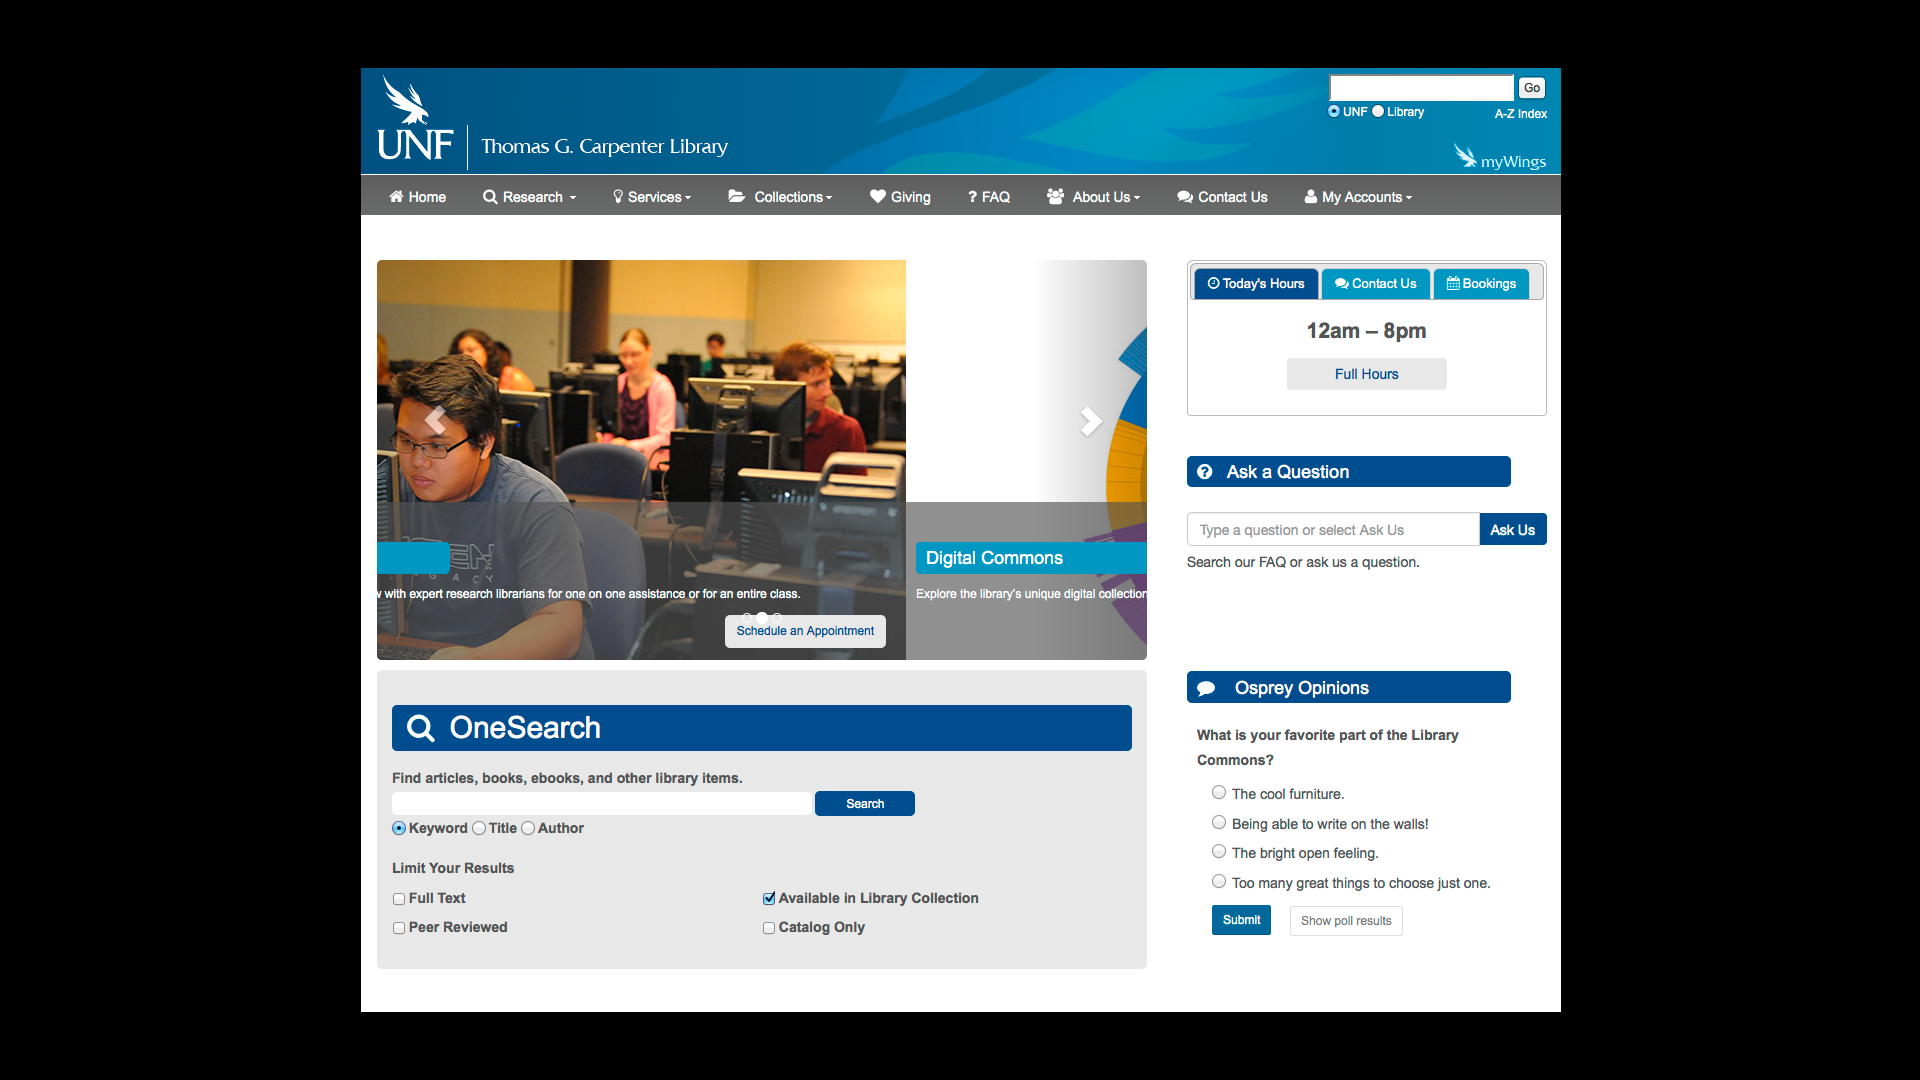 UNF
Thomas G. Carpenter Library
Go
UNF Library
A-Z Index
myWings
Home Research Services Collections Giving ? FAQ About Us Contact Us My Accounts
Today's Hours Contact Us Bookings
12am – 8pm
Full Hours
Digital Commons
with expert research librarians for one on one assistance or for an entire class.
Explore the library's unique digital collection
Schedule an Appointment
Ask a Question
Type a question or select Ask Us Ask Us
Search our FAQ or ask us a question.
OneSearch
Find articles, books, ebooks, and other library items.
Search
Keyword Title Author
Limit Your Results
Full Text Available in Library Collection
Peer Reviewed Catalog Only
Osprey Opinions
What is your favorite part of the Library
Commons?
The cool furniture.
Being able to write on the walls!
The bright open feeling.
Too many great things to choose just one.
Submit Show poll results